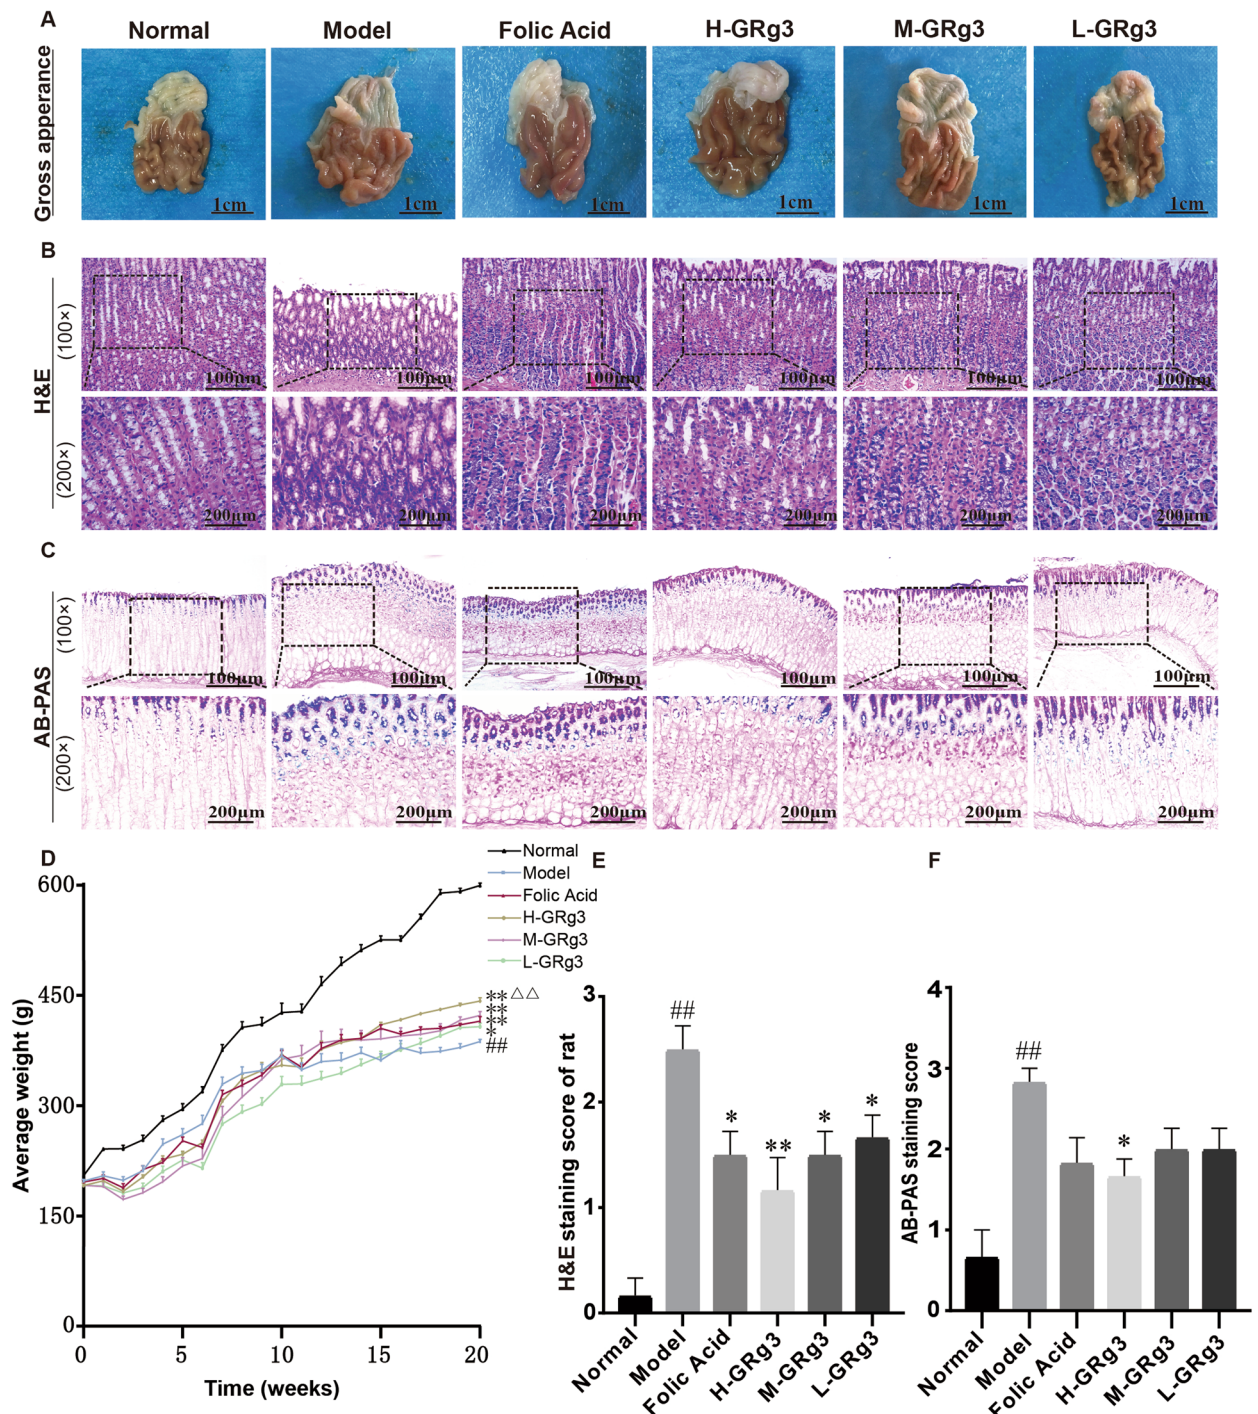 A
Normal Model Folic Acid H-GRg3 M-GRg3 L-GRg3
Gross apperance
1cm 1cm 1cm 1cm 1cm 1cm
B
H&E
(100×)
100μm 100μm 100μm 100μm 100μm 100μm
(200×)
200μm 200μm 200μm 200μm 200μm 200μm
C
AB-PAS
(100×)
100μm 100μm 100μm 100μm 100μm 100μm
(200×)
200μm 200μm 200μm 200μm 200μm 200μm
D
Normal
Model
Folic Acid
H-GRg3
M-GRg3
L-GRg3
Average weight (g)
600
450
300
150
0
0 5 10 15 20
Time (weeks)
**△△
**
**
*
##
E
H&E staining score of rat
3
2
1
0
## * ** * *
Normal Model Folic Acid H-GRg3 M-GRg3 L-GRg3
F
AB-PAS staining score
4
3
2
1
0
## *
Normal Model Folic Acid H-GRg3 M-GRg3 L-GRg3